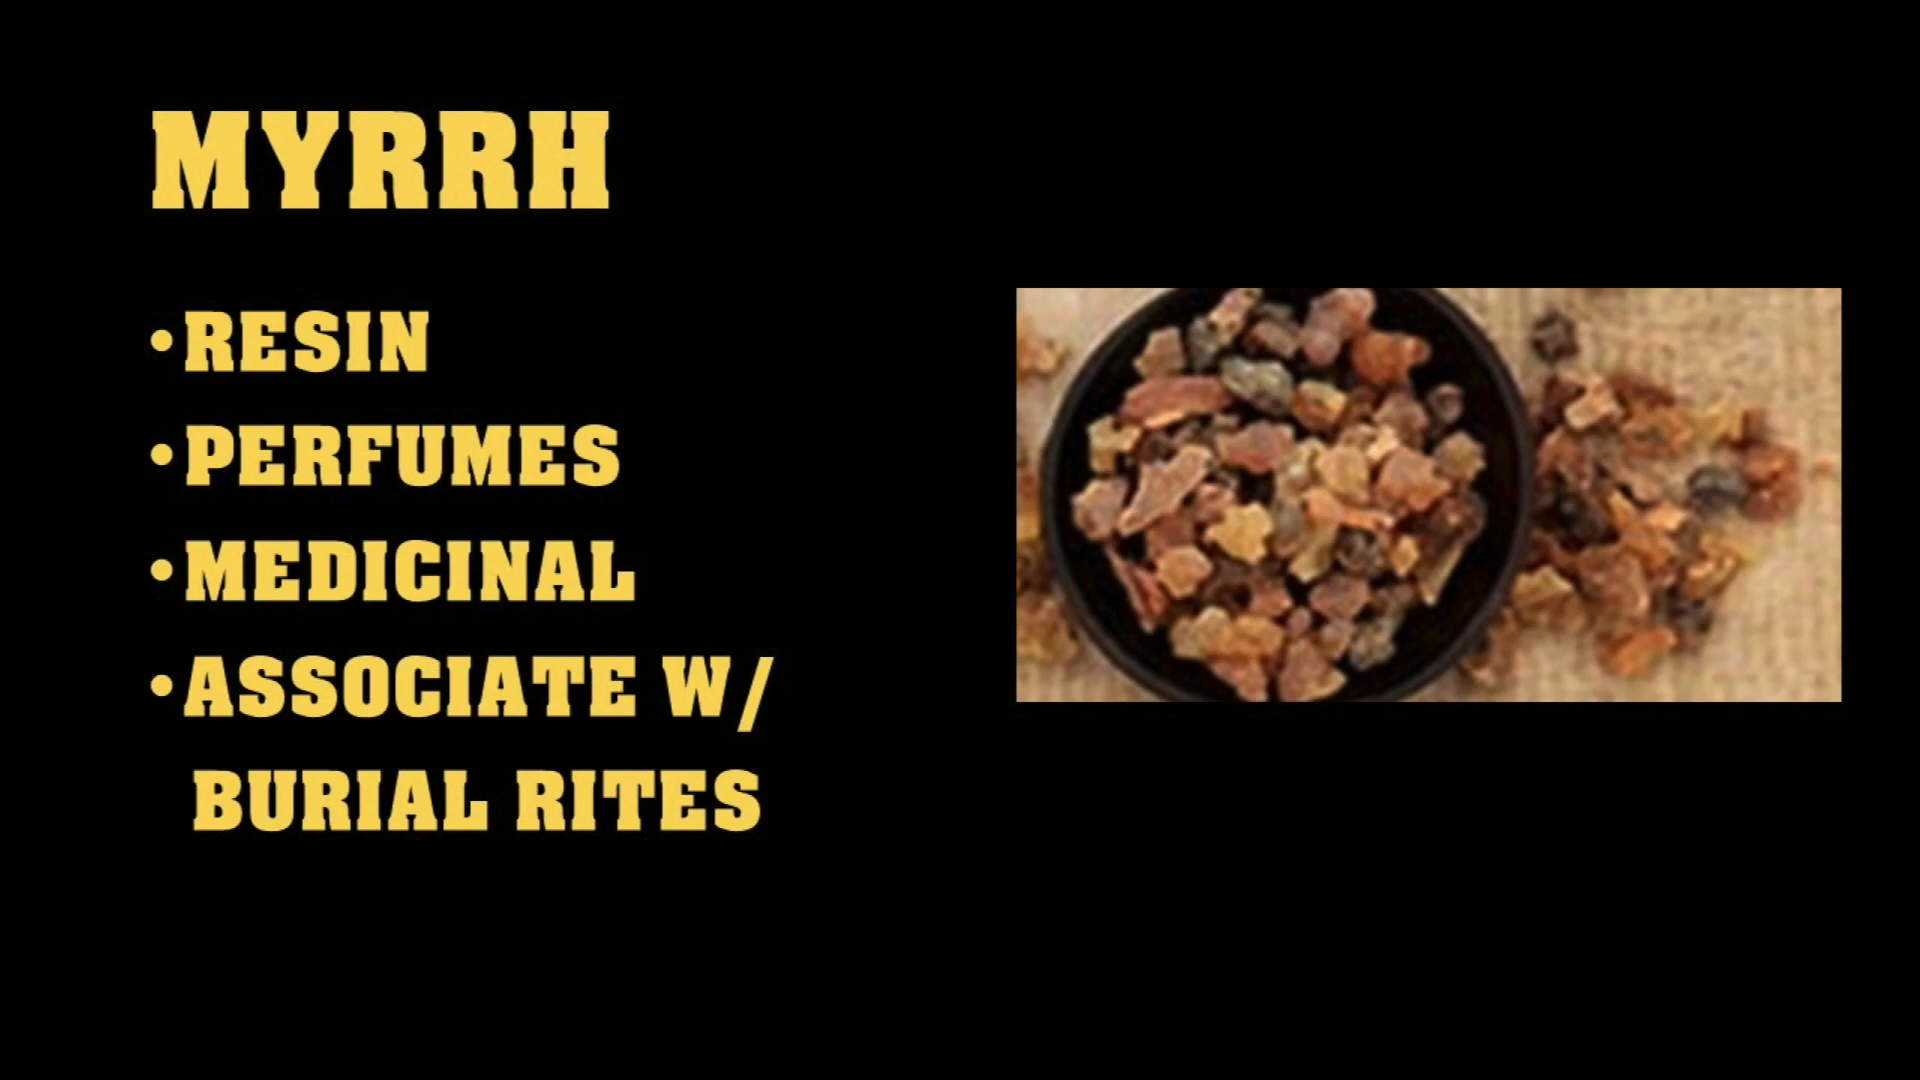 MYRRH
•RESIN
•PERFUMES
•MEDICINAL
•ASSOCIATE W/
BURIAL RITES